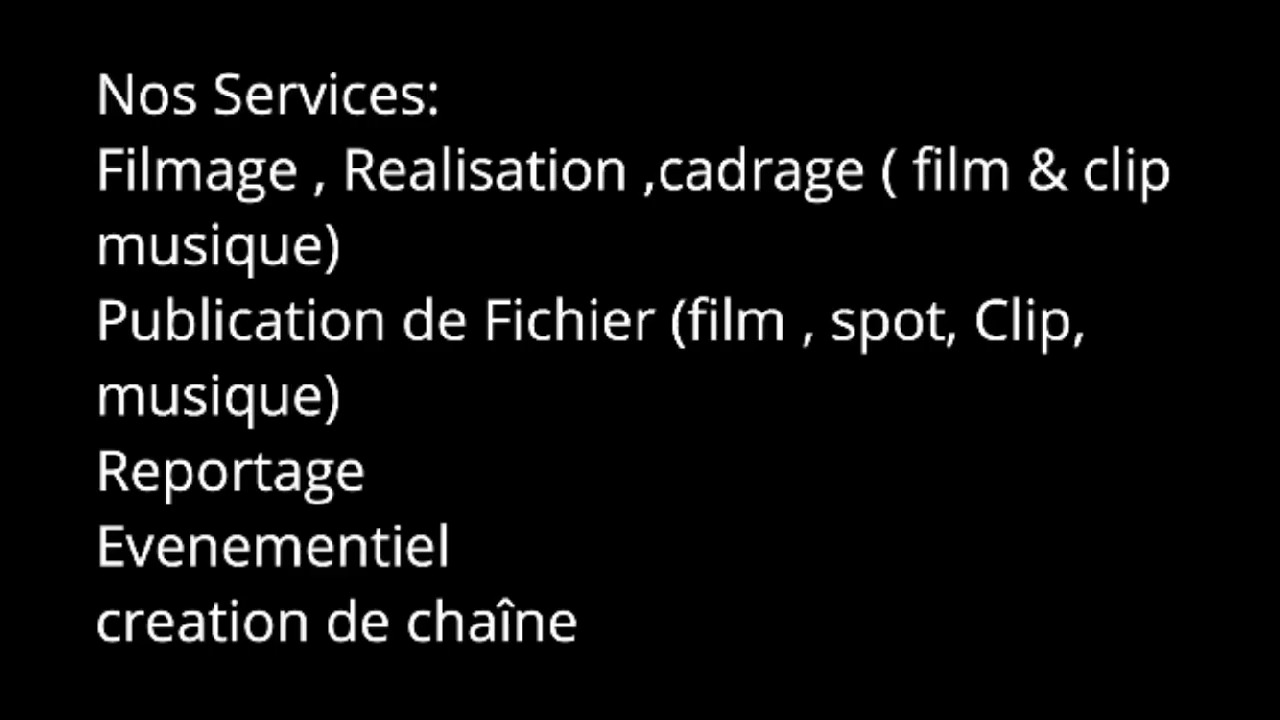 Nos Services:
Filmage , Realisation ,cadrage ( film & clip
musique)
Publication de Fichier (film , spot, Clip,
musique)
Reportage
Evenementiel
creation de chaîne